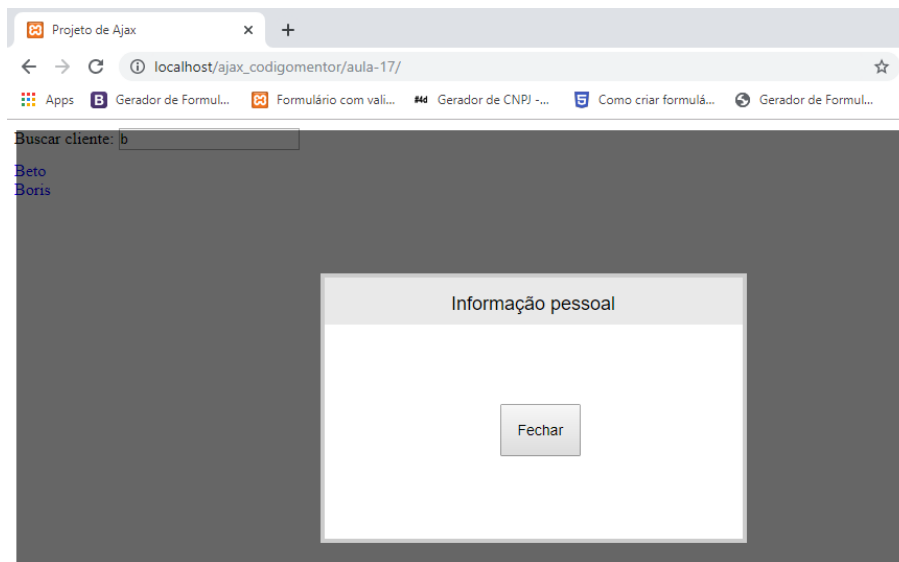 Projeto de Ajax
localhost/ajax_codigomentor/aula-17/
Apps B Gerador de Formul... Formulário com vali... #4d Gerador de CNPJ -... 5 Como criar formulá... Gerador de Formul...
Buscar cliente: b
Beto
Boris
Informação pessoal
Fechar